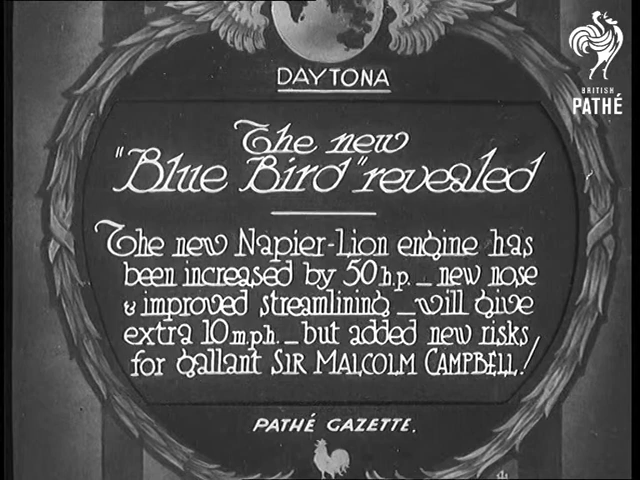 DAYTONA
BRITISH
PATHÉ
The new
"Blue Bird" revealed
The new Napier-Lion engine has
been increased by 50 h.p. _ new nose
& improved streamlining _ will give
extra 10 m.p.h. _ but added new risks
for gallant SIR MALCOLM CAMPBELL!
PATHÉ GAZETTE.